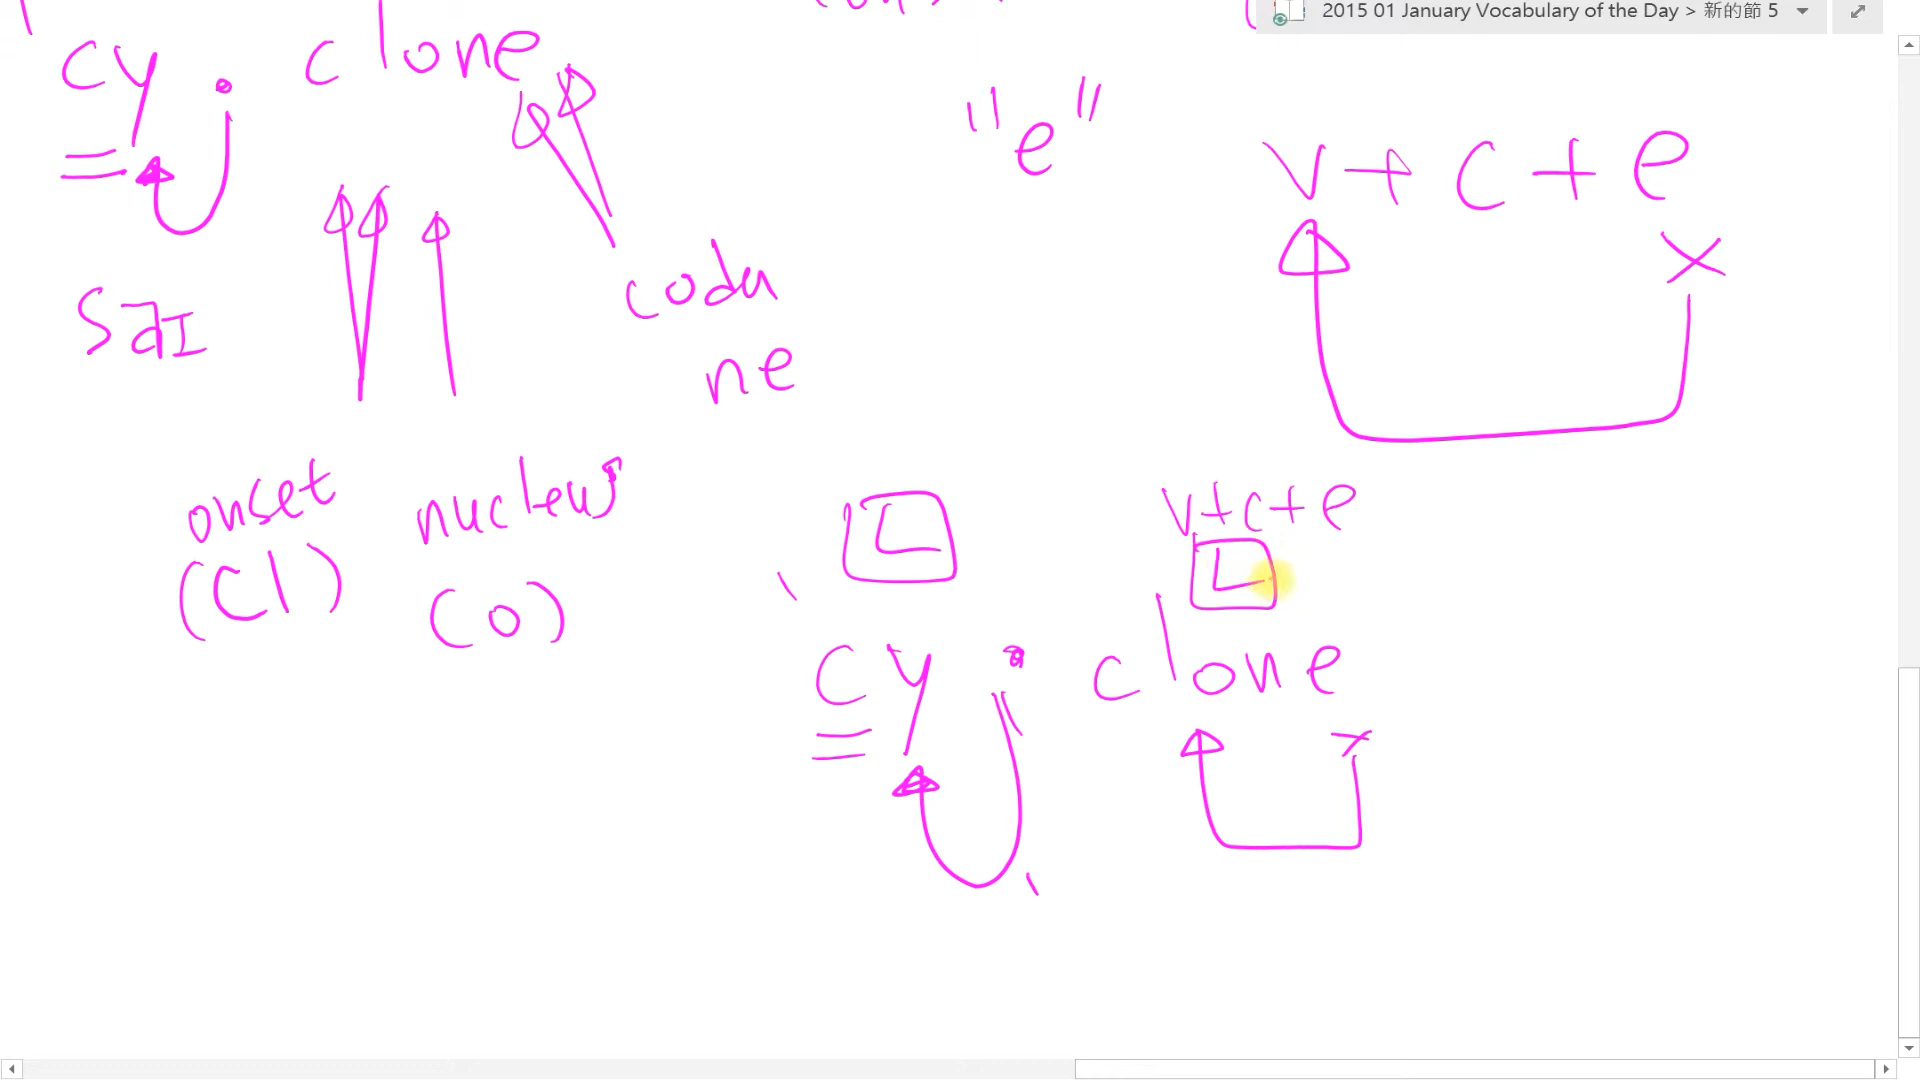 2015 01 January Vocabulary of the Day > 新的節 5
cy · clone
"e"
v+c+e
x
saI
coda
ne
onset
nucleus
(cl)
(o)
L
v+c+e
L
cy · clone
x